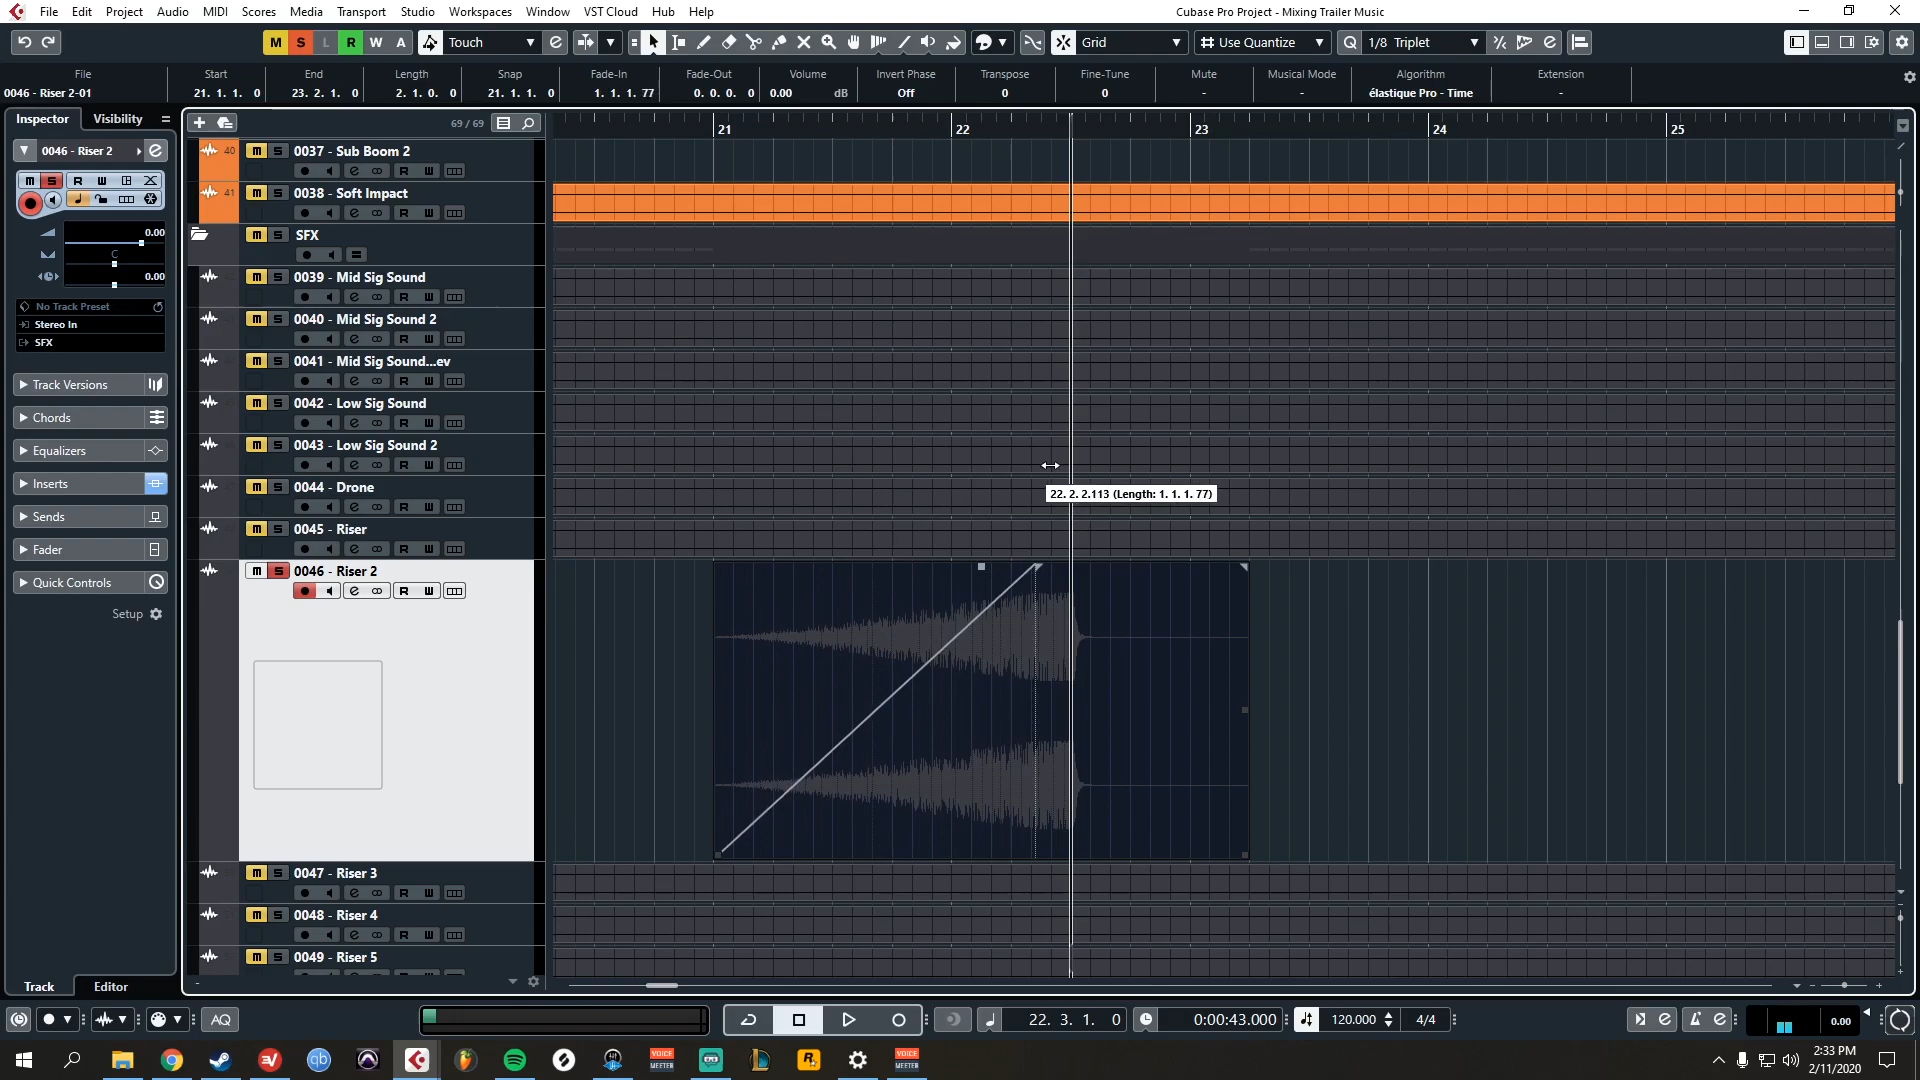 File Edit Project Audio MIDI Scores Media Transport Studio Workspaces Window VST Cloud Hub Help
Cubase Pro Project - Mixing Trailer Music
M S L R W A Touch Grid Use Quantize 1/8 Triplet
File Start End Length Snap Fade-In Fade-Out Volume Invert Phase Transpose Fine-Tune Mute Musical Mode Algorithm Extension
0046 - Riser 2-01 21. 1. 1. 0 23. 2. 1. 0 2. 1. 0. 0 21. 1. 1. 0 1. 1. 1. 77 0. 0. 0. 0 0.00 dB Off 0 0 - - élastique Pro - Time -
Inspector Visibility
69 / 69
21 22 23 24 25
0046 - Riser 2
M S R W
0.00
C
0.00
No Track Preset
Stereo In
SFX
Track Versions
Chords
Equalizers
Inserts
Sends
Fader
Quick Controls
Setup
40 m S 0037 - Sub Boom 2
R W
41 m S 0038 - Soft Impact
R W
m S SFX
m S 0039 - Mid Sig Sound
R W
m S 0040 - Mid Sig Sound 2
R W
m S 0041 - Mid Sig Sound...ev
R W
m S 0042 - Low Sig Sound
R W
m S 0043 - Low Sig Sound 2
R W
m S 0044 - Drone
R W
m S 0045 - Riser
R W
m S 0046 - Riser 2
R W
22. 2. 2.113 (Length: 1. 1. 1. 77)
m S 0047 - Riser 3
R W
m S 0048 - Riser 4
R W
m S 0049 - Riser 5
Track Editor
AQ 22. 3. 1. 0 0:00:43.000 120.000 4/4 0.00
qb VOICE MEETER VOICE MEETER
2:33 PM
2/11/2020